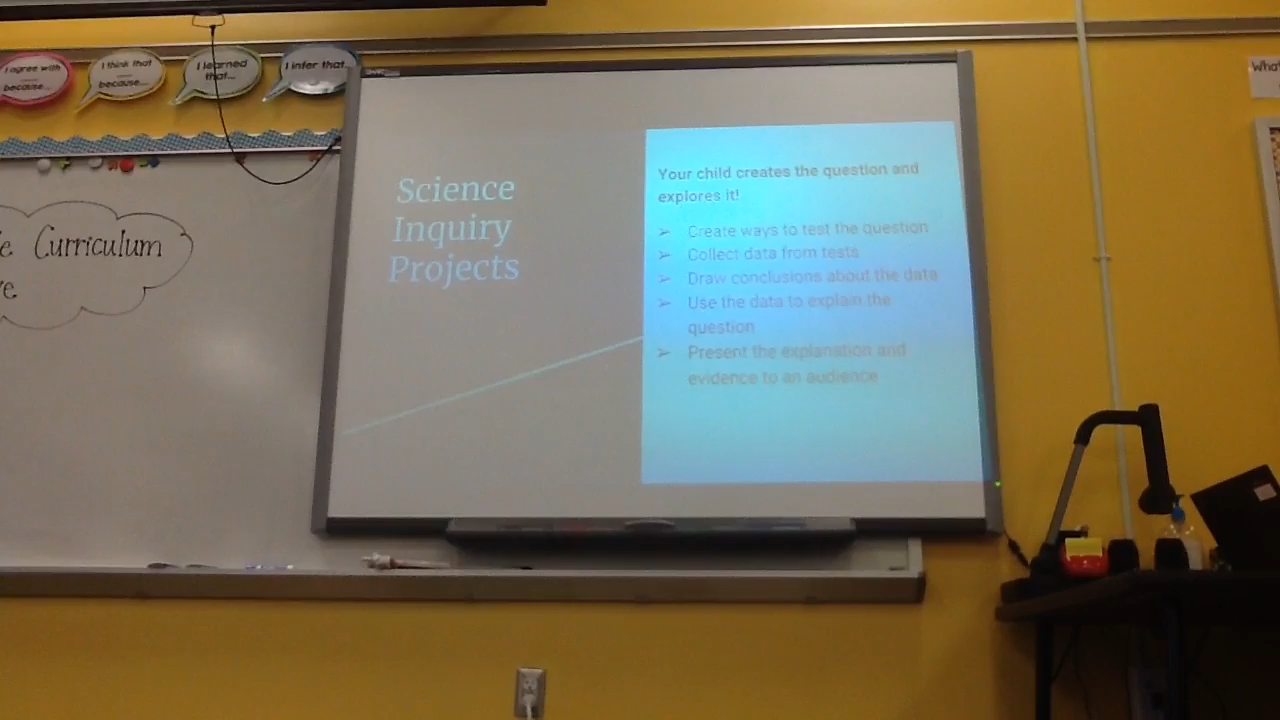 I agree with
because...
I think that
because...
I learned
that...
I infer that
What
Curriculum
Science
Inquiry
Projects
Your child creates the question and
explores it!
➢ Create ways to test the question
➢ Collect data from tests
➢ Draw conclusions about the data
➢ Use the data to explain the
question
➢ Present the explanation and
evidence to an audience